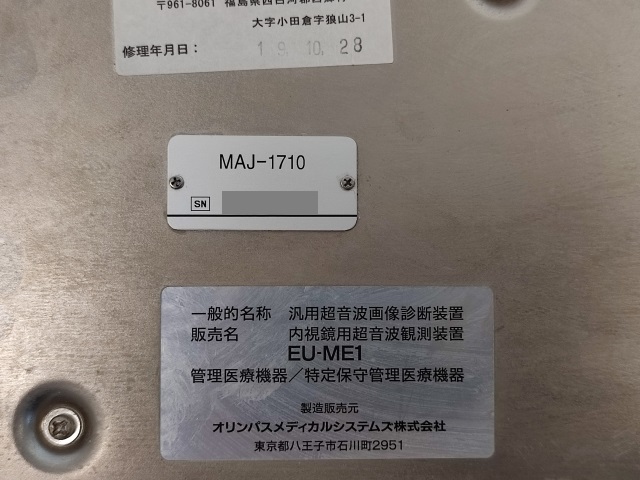 〒961-8061 福島県西白河郡西郷村
大字小田倉字狼山3-1
修理年月日： 19.10.28
MAJ-1710
SN
一般的名称 汎用超音波画像診断装置
販売名 内視鏡用超音波観測装置
EU-ME1
管理医療機器／特定保守管理医療機器
製造販売元
オリンパスメディカルシステムズ株式会社
東京都八王子市石川町2951